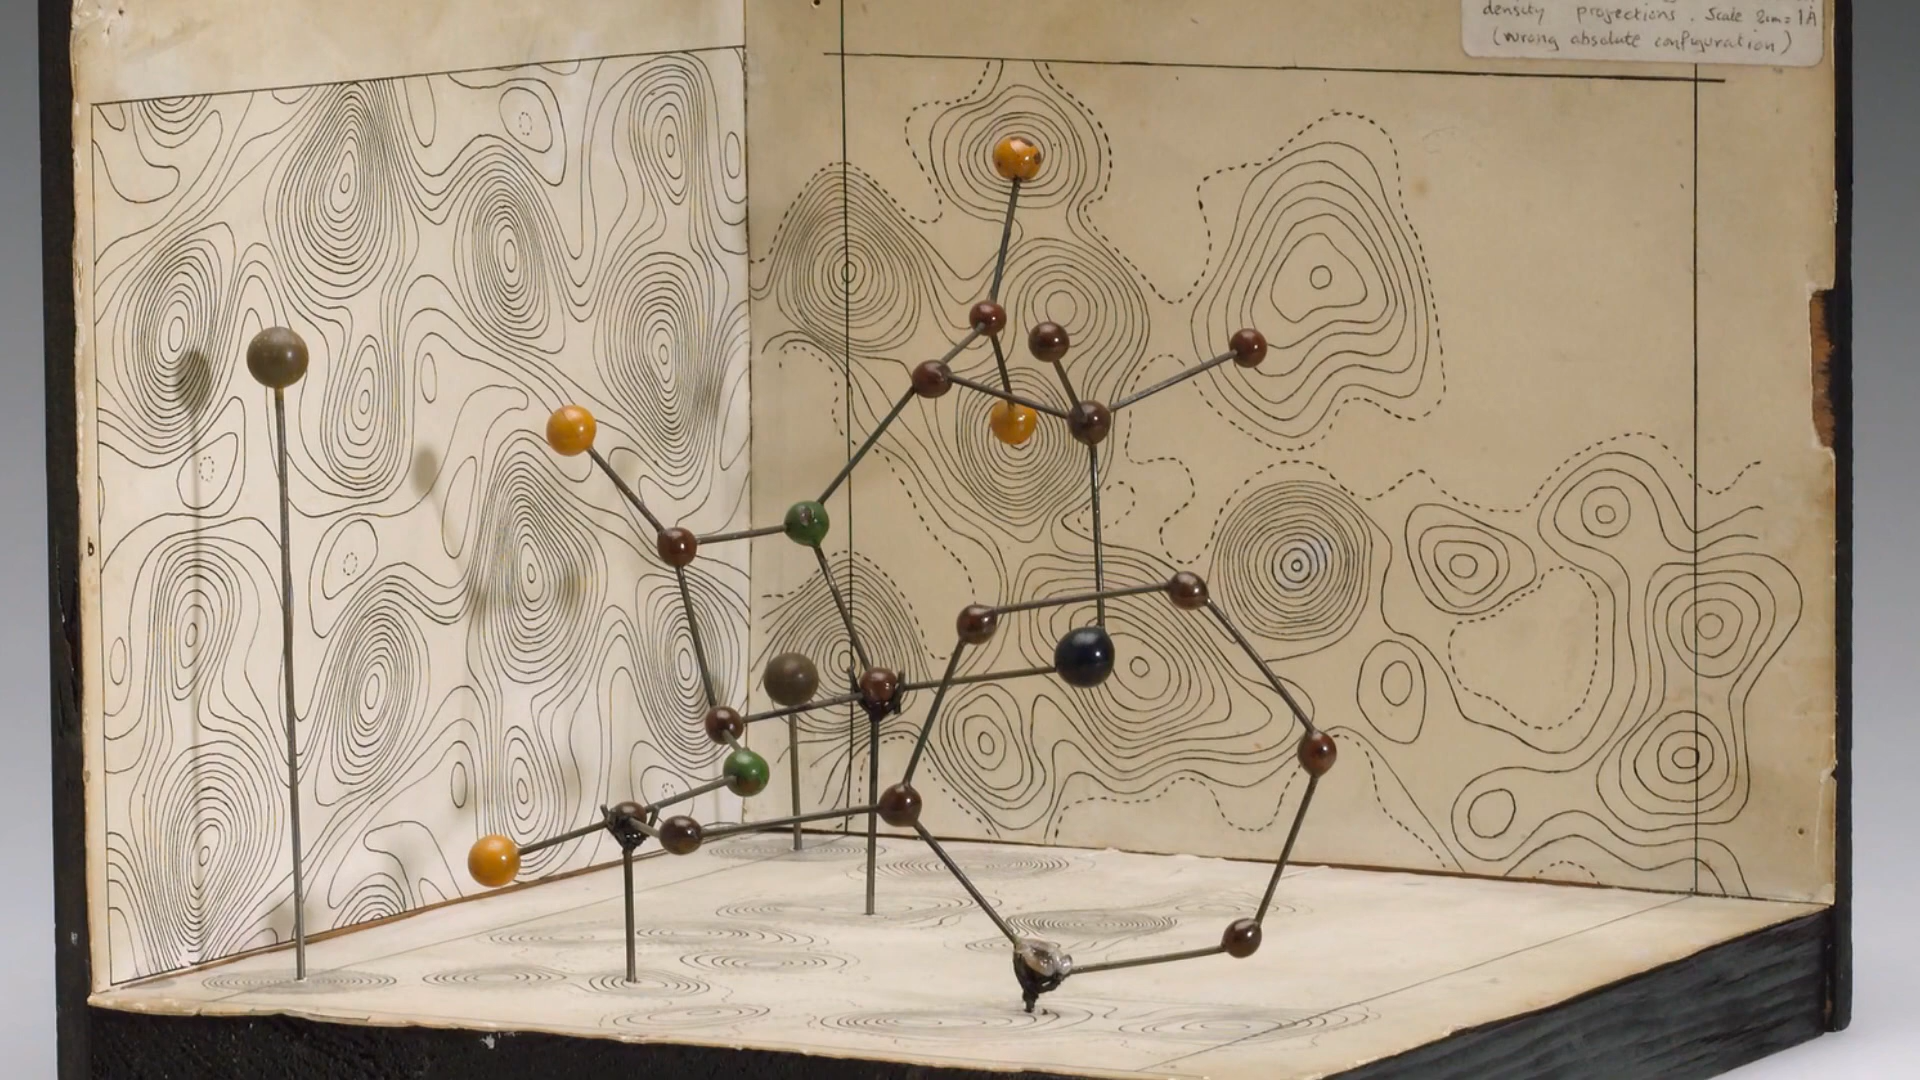 density projections. Scale 2cm = 1Å
(wrong absolute configuration)